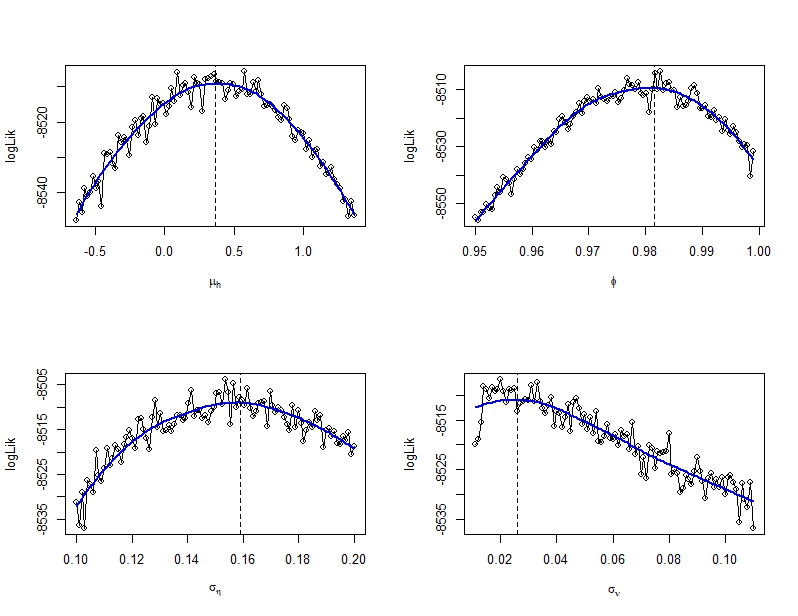 logLik
-8540 -8520
-0.5 0.0 0.5 1.0
μh
logLik
-8550 -8530 -8510
0.95 0.96 0.97 0.98 0.99 1.00
ϕ
logLik
-8535 -8525 -8515 -8505
0.10 0.12 0.14 0.16 0.18 0.20
ση
logLik
-8535 -8525 -8515
0.02 0.04 0.06 0.08 0.10